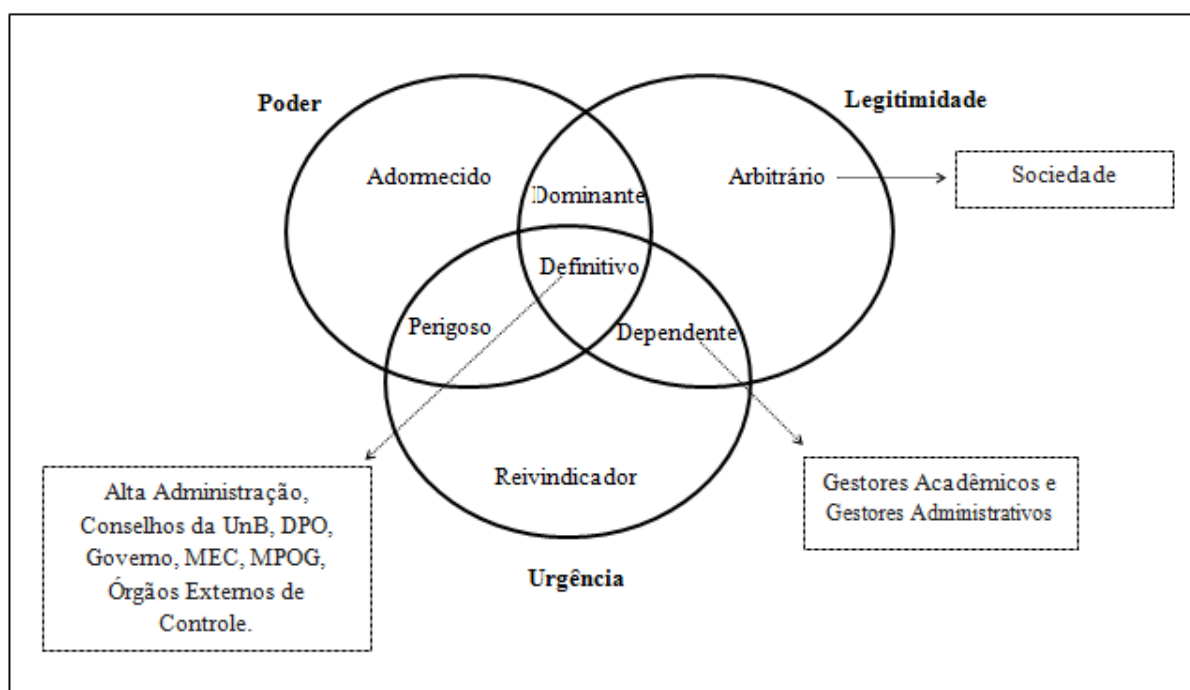 Poder
Legitimidade
Adormecido
Dominante
Arbitrário
Sociedade
Definitivo
Perigoso
Dependente
Reivindicador
Alta Administração,
Conselhos da UnB, DPO,
Governo, MEC, MPOG,
Órgãos Externos de
Controle.
Gestores Acadêmicos e
Gestores Administrativos
Urgência